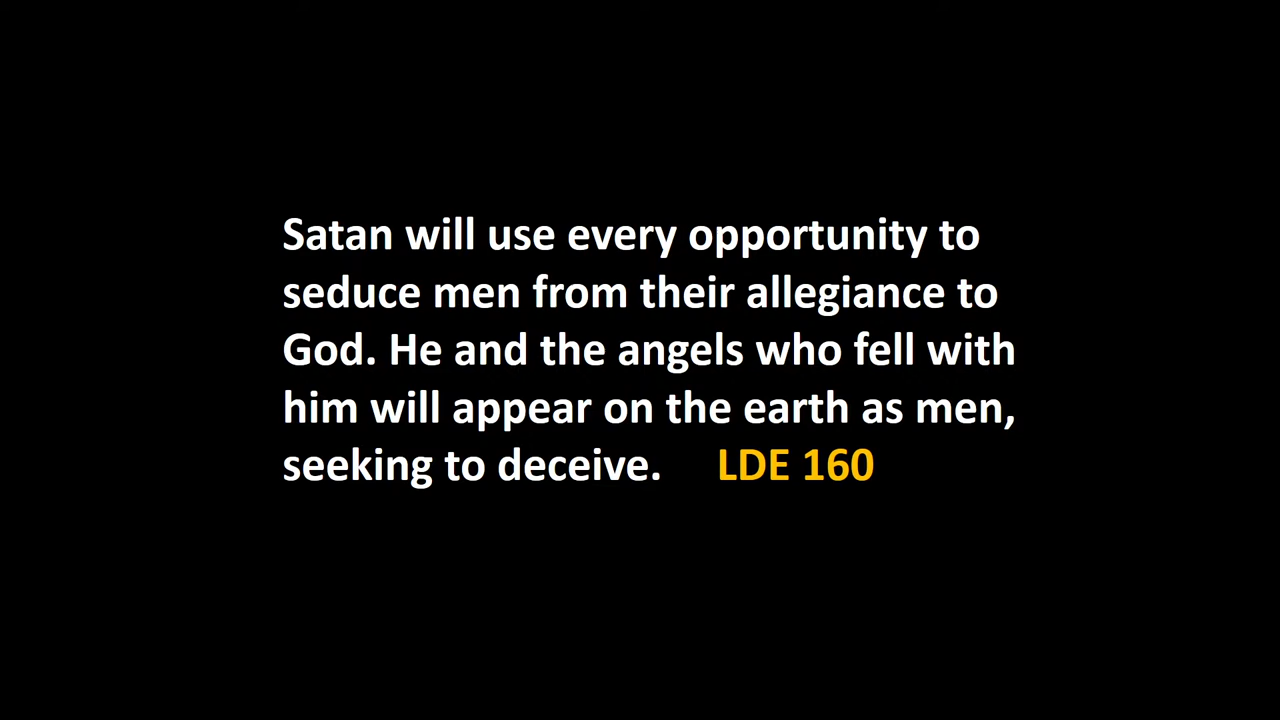 Satan will use every opportunity to
seduce men from their allegiance to
God. He and the angels who fell with
him will appear on the earth as men,
seeking to deceive. LDE 160